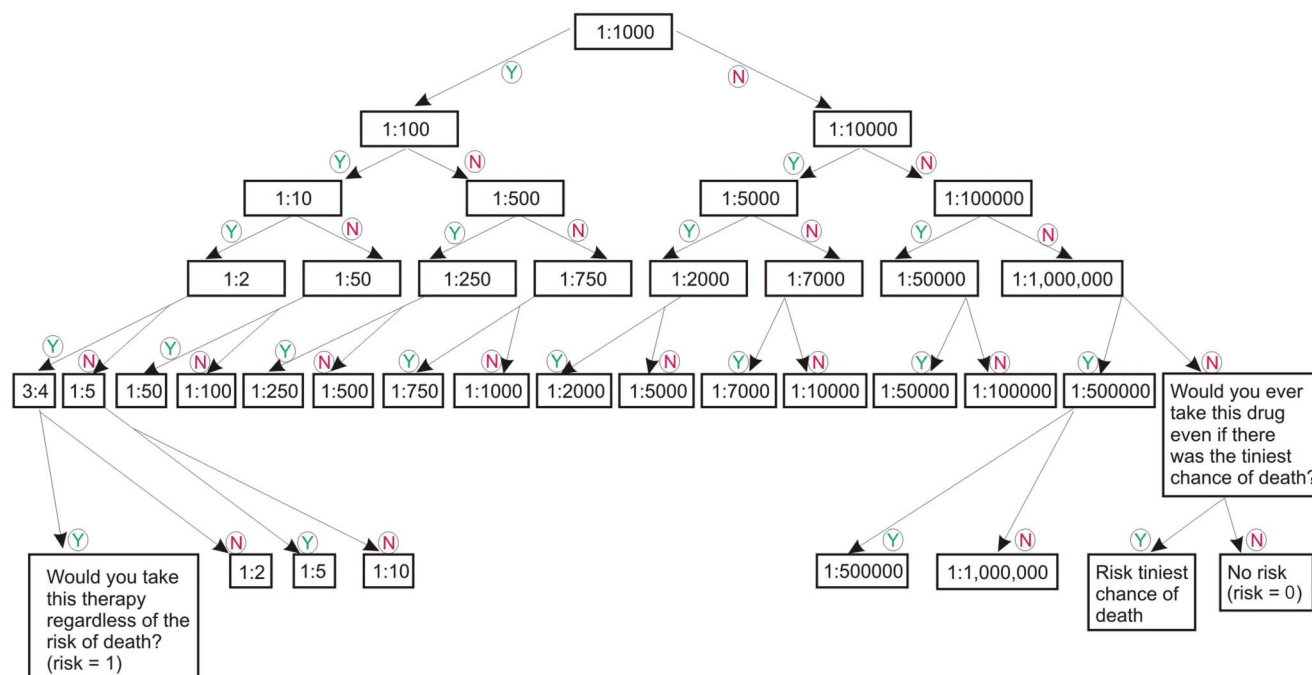 1:1000
Y
N
1:100
1:10000
Y
N
Y
N
1:10
1:500
1:5000
1:100000
Y
N
Y
N
Y
N
Y
N
1:2
1:50
1:250
1:750
1:2000
1:7000
1:50000
1:1,000,000
Y
N
Y
N
Y
N
Y
N
Y
N
Y
N
Y
N
Y
N
3:4
1:5
1:50
1:100
1:250
1:500
1:750
1:1000
1:2000
1:5000
1:7000
1:10000
1:50000
1:100000
1:500000
Would you ever
take this drug
even if there
was the tiniest
chance of death?
Y
N
Y
N
Y
N
Y
N
Would you take
this therapy
regardless of the
risk of death?
(risk = 1)
1:2
1:5
1:10
1:500000
1:1,000,000
Risk tiniest
chance of
death
No risk
(risk = 0)